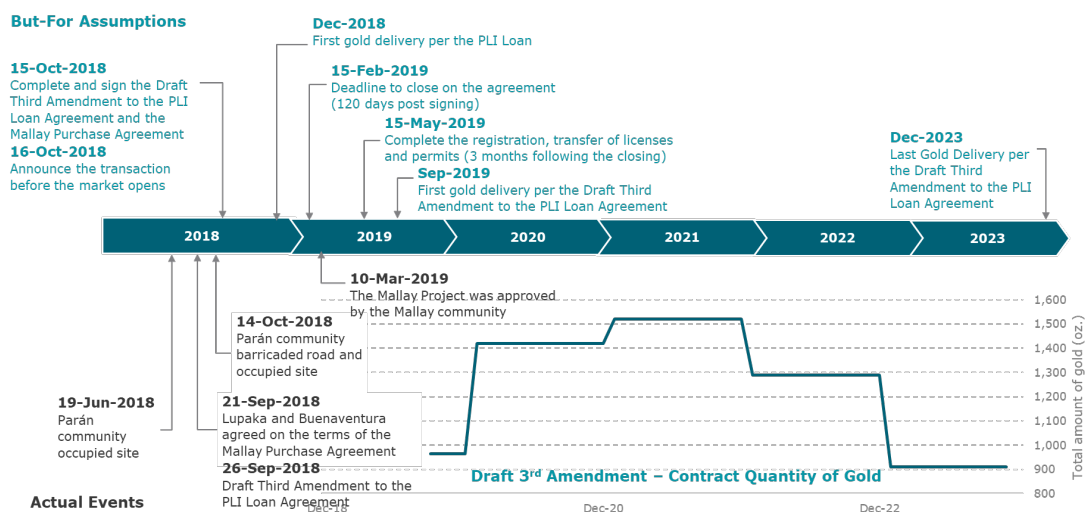 But-For Assumptions
Dec-2018
First gold delivery per the PLI Loan
15-Oct-2018
Complete and sign the Draft
Third Amendment to the PLI
Loan Agreement and the
Mallay Purchase Agreement
16-Oct-2018
Announce the transaction
before the market opens
15-Feb-2019
Deadline to close on the agreement
(120 days post signing)
15-May-2019
Complete the registration, transfer of licenses
and permits (3 months following the closing)
Sep-2019
First gold delivery per the Draft Third
Amendment to the PLI Loan Agreement
Dec-2023
Last Gold Delivery per
the Draft Third
Amendment to the PLI
Loan Agreement
2018
2019
2020
2021
2022
2023
10-Mar-2019
The Mallay Project was approved
by the Mallay community
14-Oct-2018
Parán community
barricaded road and
occupied site
19-Jun-2018
Parán
community
occupied site
21-Sep-2018
Lupaka and Buenaventura
agreed on the terms of the
Mallay Purchase Agreement
26-Sep-2018
Draft Third Amendment to the
PLI Loan Agreement
Actual Events
Draft 3rd Amendment – Contract Quantity of Gold
1,600
1,500
1,400
1,300
1,200
1,100
1,000
900
800
Total amount of gold (oz.)
Dec-18
Dec-20
Dec-22